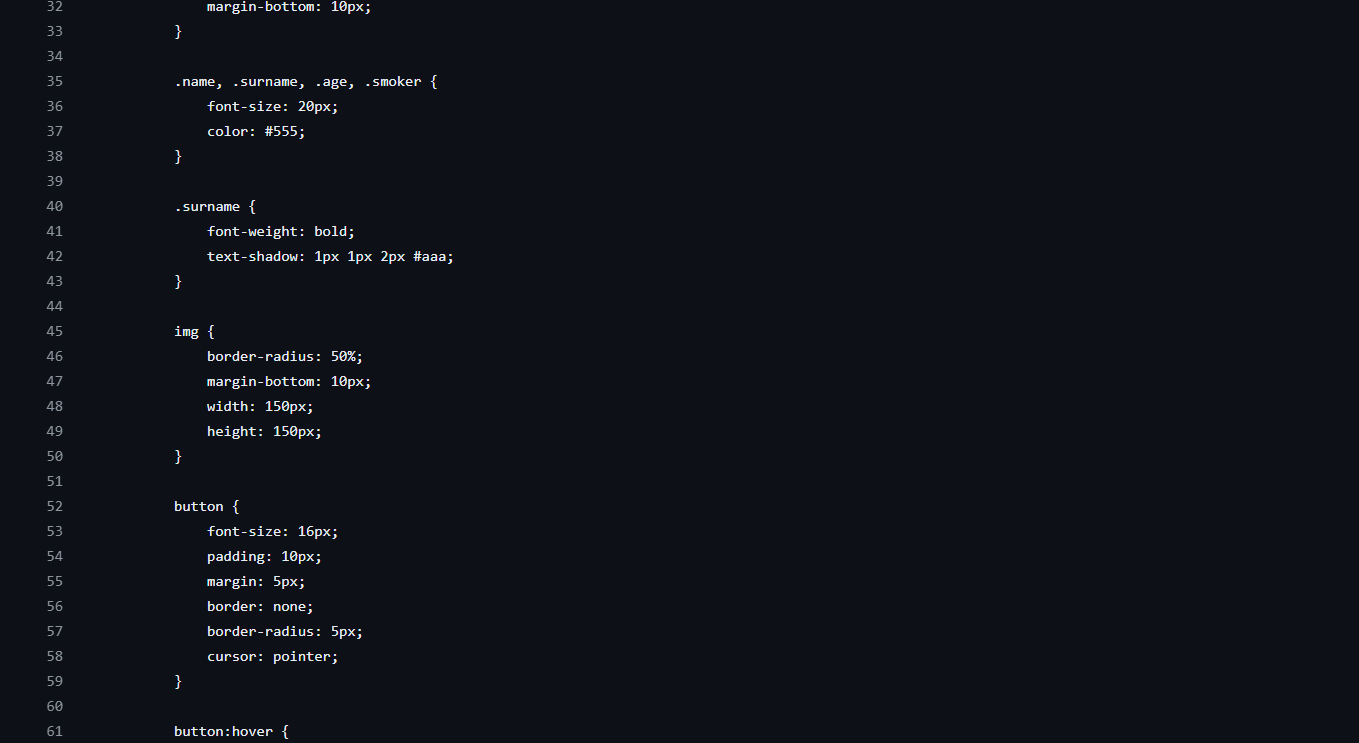 32 margin-bottom: 10px;
33 }
34
35 .name, .surname, .age, .smoker {
36 font-size: 20px;
37 color: #555;
38 }
39
40 .surname {
41 font-weight: bold;
42 text-shadow: 1px 1px 2px #aaa;
43 }
44
45 img {
46 border-radius: 50%;
47 margin-bottom: 10px;
48 width: 150px;
49 height: 150px;
50 }
51
52 button {
53 font-size: 16px;
54 padding: 10px;
55 margin: 5px;
56 border: none;
57 border-radius: 5px;
58 cursor: pointer;
59 }
60
61 button:hover {